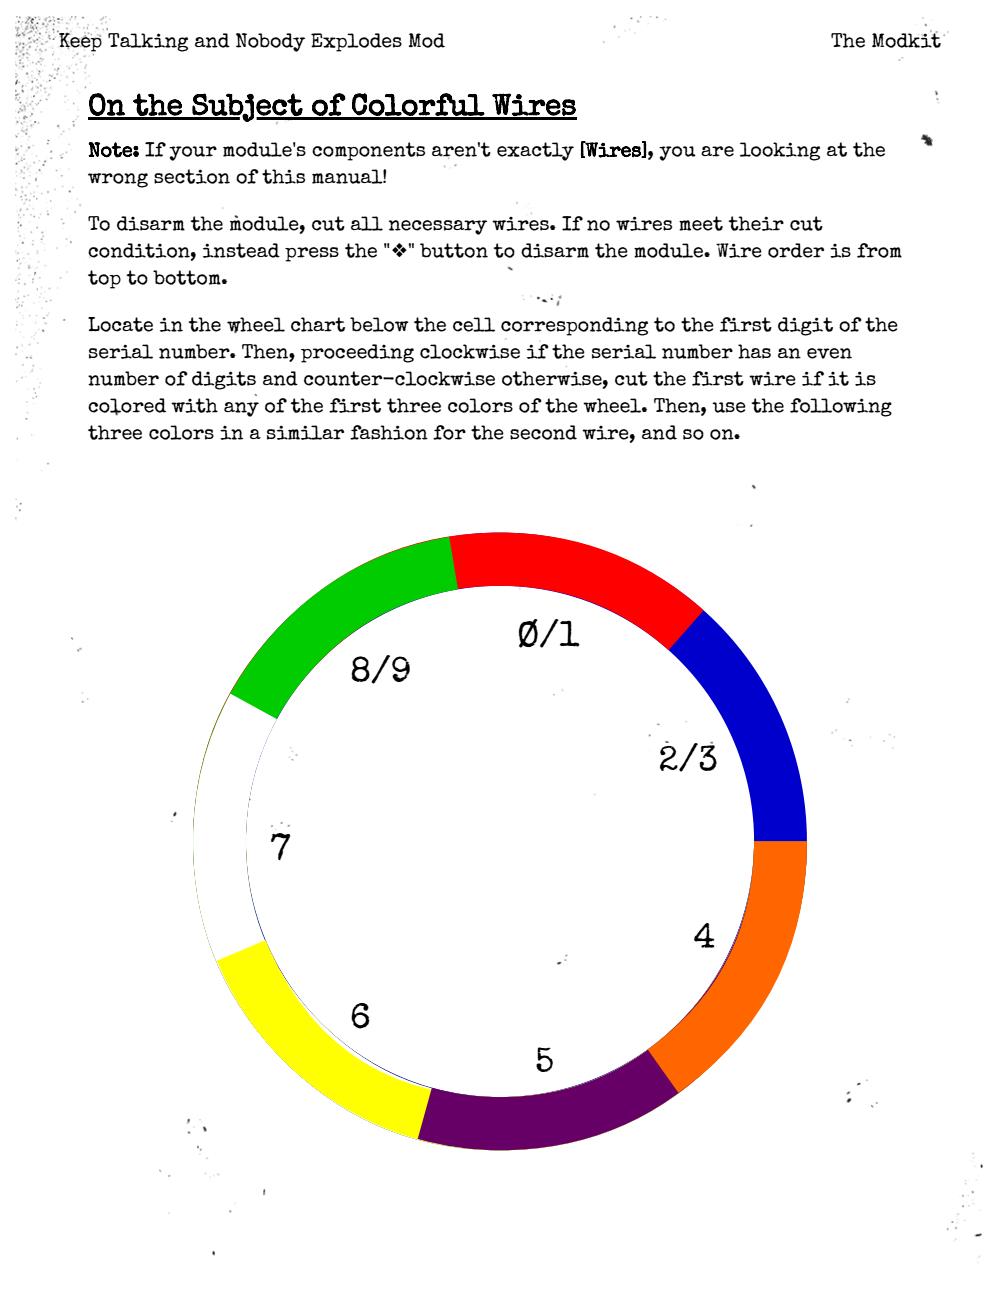 Keep Talking and Nobody Explodes Mod The Modkit
On the Subject of Colorful Wires
Note: If your module's components aren't exactly [Wires], you are looking at the
wrong section of this manual!
To disarm the module, cut all necessary wires. If no wires meet their cut
condition, instead press the "❖" button to disarm the module. Wire order is from
top to bottom.
Locate in the wheel chart below the cell corresponding to the first digit of the
serial number. Then, proceeding clockwise if the serial number has an even
number of digits and counter-clockwise otherwise, cut the first wire if it is
colored with any of the first three colors of the wheel. Then, use the following
three colors in a similar fashion for the second wire, and so on.
0/1
8/9
2/3
7
4
6
5